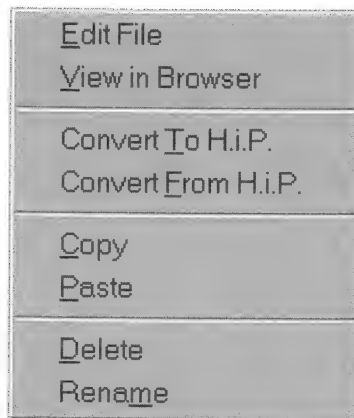 Edit File
View in Browser
Convert To H.i.P.
Convert From H.i.P.
Copy
Paste
Delete
Rename